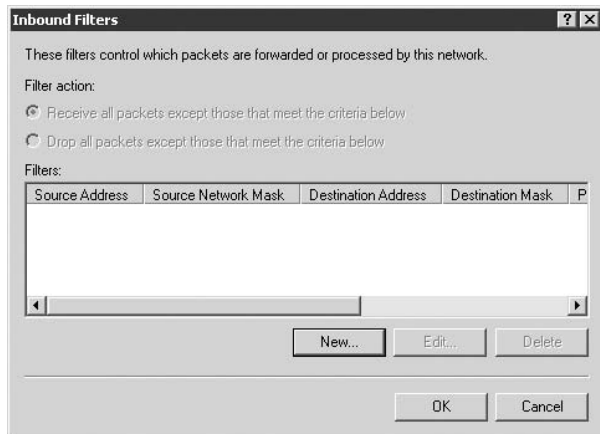 Inbound Filters
These filters control which packets are forwarded or processed by this network.
Filter action:
Receive all packets except those that meet the criteria below
Drop all packets except those that meet the criteria below
Filters:
Source Address Source Network Mask Destination Address Destination Mask P
New... Edit... Delete
OK Cancel